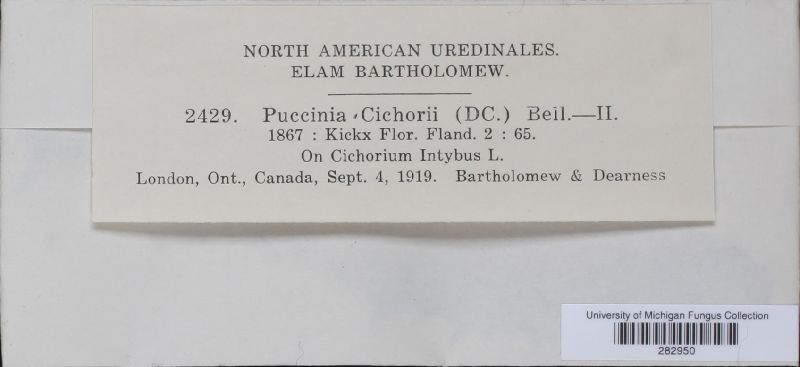 NORTH AMERICAN UREDINALES.
ELAM BARTHOLOMEW.
2429. Puccinia Cichorii (DC.) Bell.—II.
1867 : Kickx Flor. Fland. 2 : 65.
On Cichorium Intybus L.
London, Ont., Canada, Sept. 4, 1919. Bartholomew & Dearness
University of Michigan Fungus Collection
282950